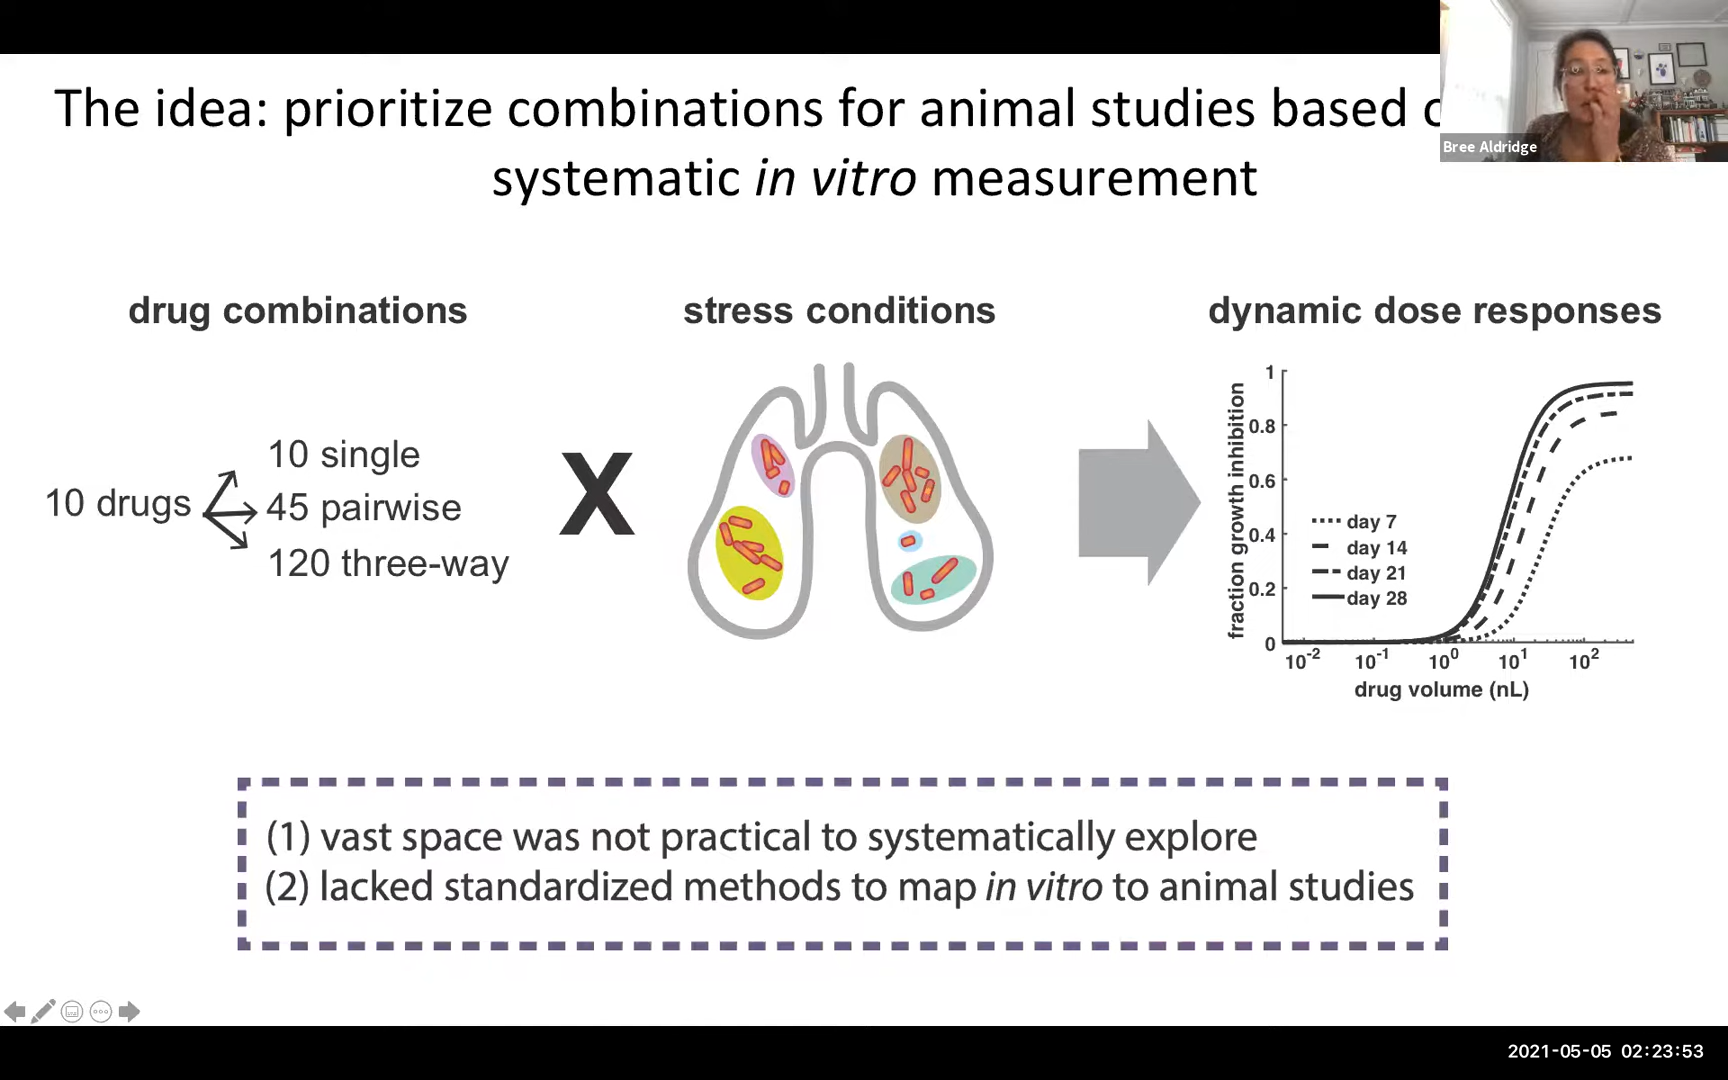 The idea: prioritize combinations for animal studies based
systematic in vitro measurement
Bree Aldridge
drug combinations
stress conditions
dynamic dose responses
10 drugs
10 single
45 pairwise
120 three-way
X
fraction growth inhibition
1
0.8
0.6
0.4
0.2
0
day 7
day 14
day 21
day 28
10-2
10-1
100
101
102
drug volume (nL)
(1) vast space was not practical to systematically explore
(2) lacked standardized methods to map in vitro to animal studies
2021-05-05 02:23:53